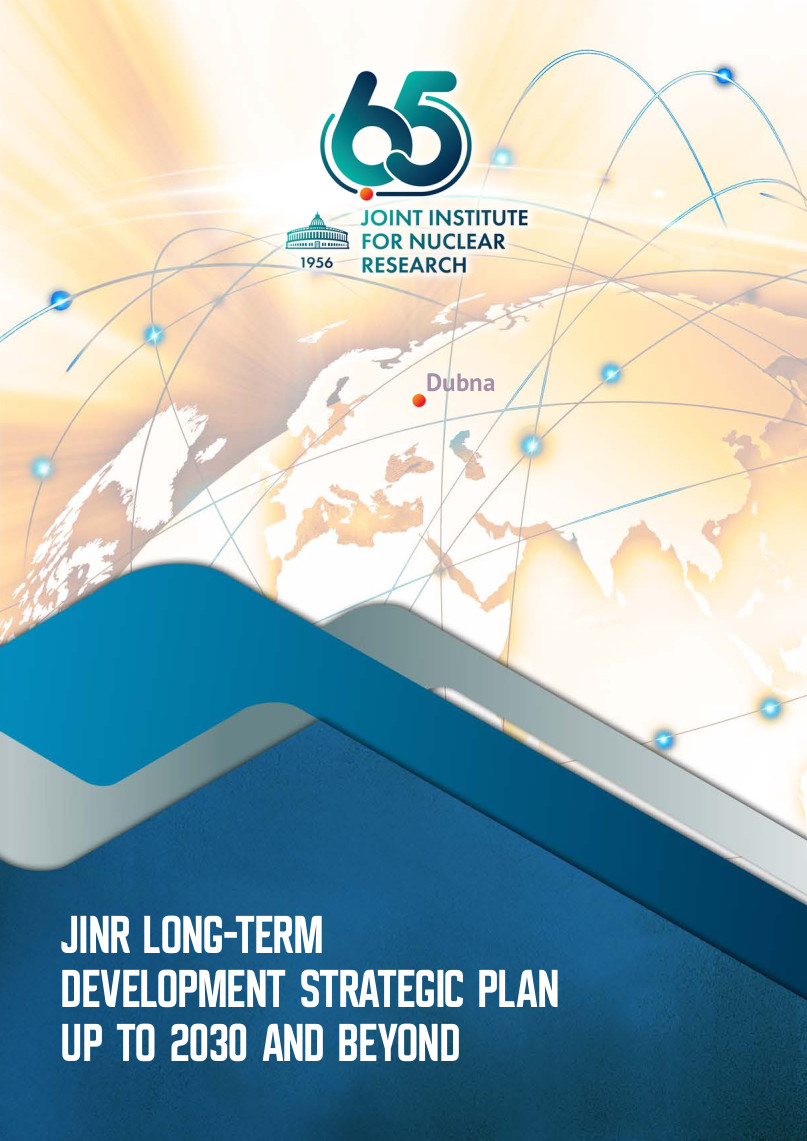 65
JOINT INSTITUTE
FOR NUCLEAR
RESEARCH
1956
Dubna
JINR LONG-TERM
DEVELOPMENT STRATEGIC PLAN
UP TO 2030 AND BEYOND